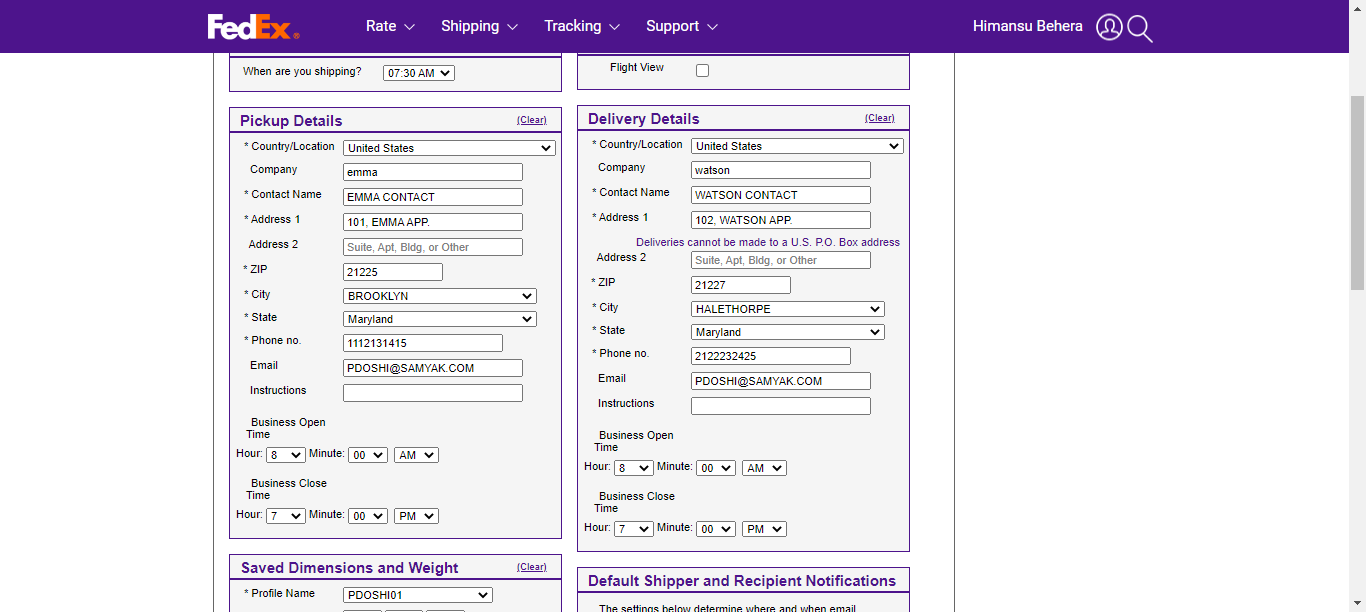 FedEx®
Rate
Shipping
Tracking
Support
Himansu Behera
When are you shipping? 07:30 AM
Flight View
Pickup Details (Clear)
* Country/Location United States
Company emma
* Contact Name EMMA CONTACT
* Address 1 101, EMMA APP.
Address 2 Suite, Apt, Bldg, or Other
* ZIP 21225
* City BROOKLYN
* State Maryland
* Phone no. 1112131415
Email PDOSHI@SAMYAK.COM
Instructions
Business Open
Time
Hour: 8 Minute: 00 AM
Business Close
Time
Hour: 7 Minute: 00 PM
Delivery Details (Clear)
* Country/Location United States
Company watson
* Contact Name WATSON CONTACT
* Address 1 102, WATSON APP.
Deliveries cannot be made to a U.S. P.O. Box address
Address 2 Suite, Apt, Bldg, or Other
* ZIP 21227
* City HALETHORPE
* State Maryland
* Phone no. 2122232425
Email PDOSHI@SAMYAK.COM
Instructions
Business Open
Time
Hour: 8 Minute: 00 AM
Business Close
Time
Hour: 7 Minute: 00 PM
Saved Dimensions and Weight (Clear)
* Profile Name PDOSHI01
Default Shipper and Recipient Notifications
The settings below determine where and when email